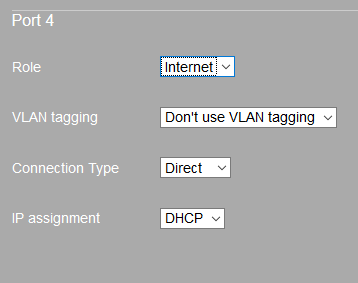 Port 4
Role Internet
VLAN tagging Don't use VLAN tagging
Connection Type Direct
IP assignment DHCP